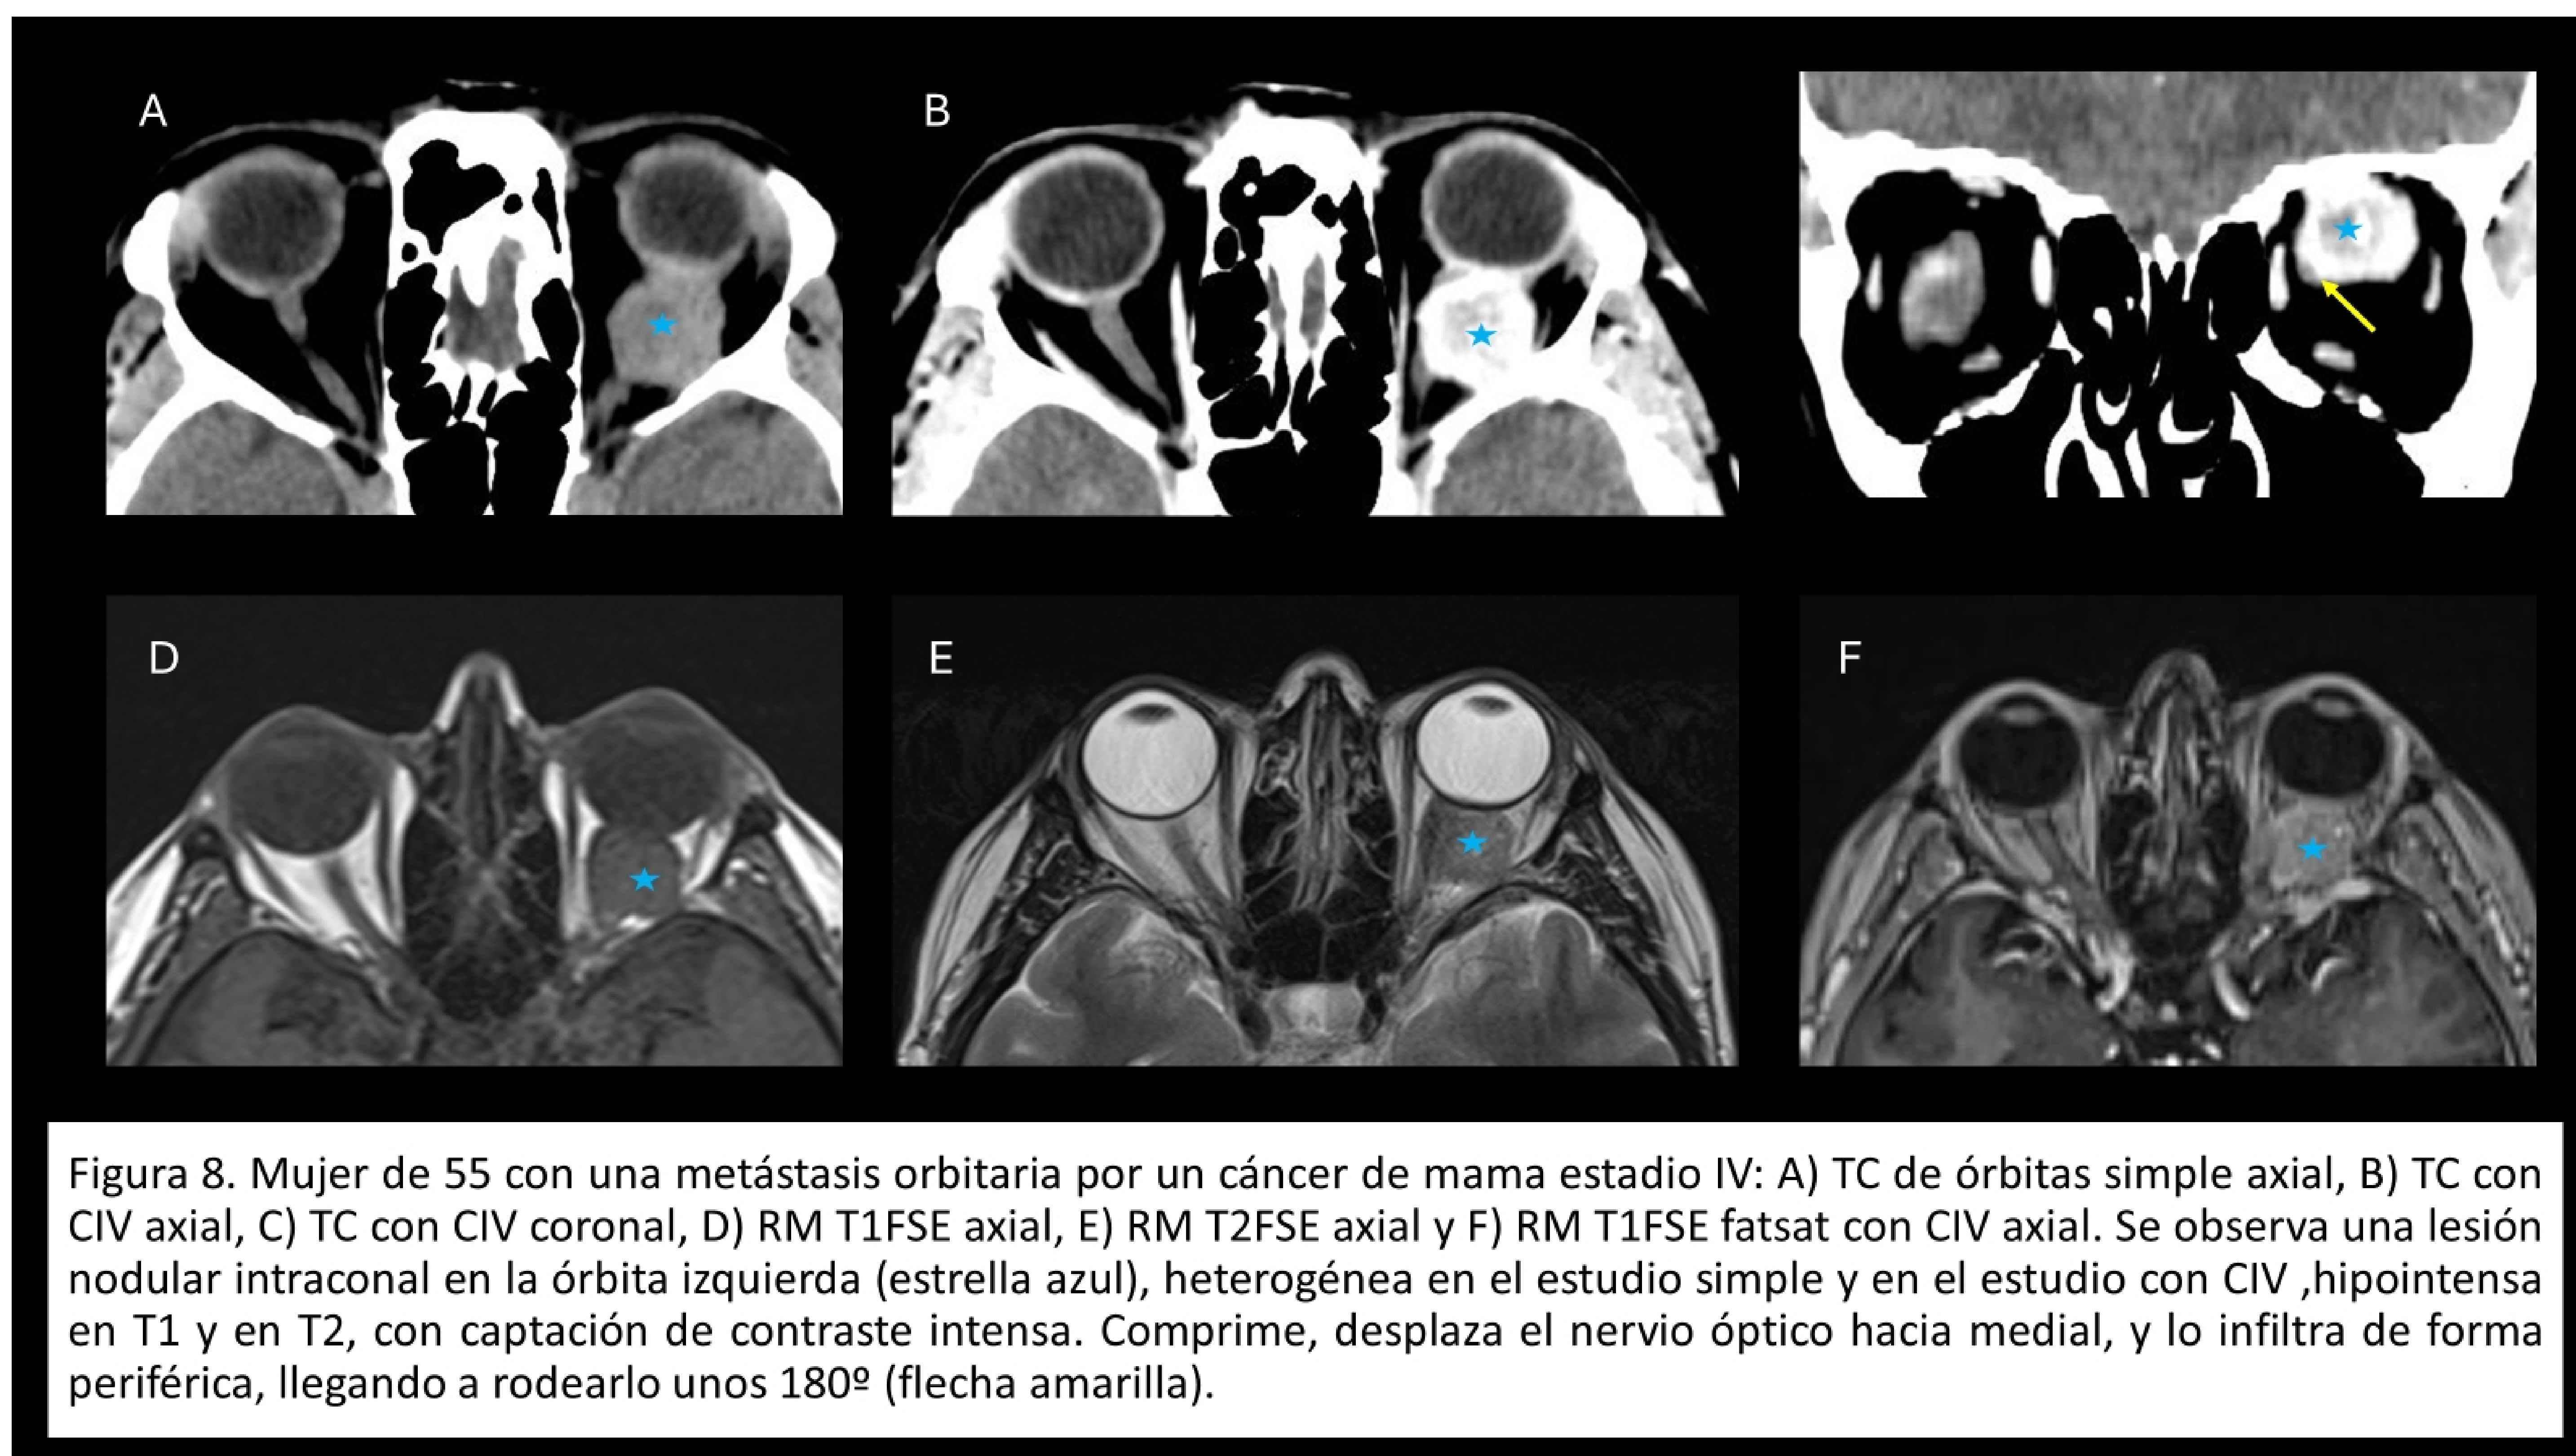 A
B
D
E
F
Figura 8. Mujer de 55 con una metástasis orbitaria por un cáncer de mama estadio IV: A) TC de órbitas simple axial, B) TC con
CIV axial, C) TC con CIV coronal, D) RM T1FSE axial, E) RM T2FSE axial y F) RM T1FSE fatsat con CIV axial. Se observa una lesión
nodular intraconal en la órbita izquierda (estrella azul), heterogénea en el estudio simple y en el estudio con CIV ,hipointensa
en T1 y en T2, con captación de contraste intensa. Comprime, desplaza el nervio óptico hacia medial, y lo infiltra de forma
periférica, llegando a rodearlo unos 180º (flecha amarilla).